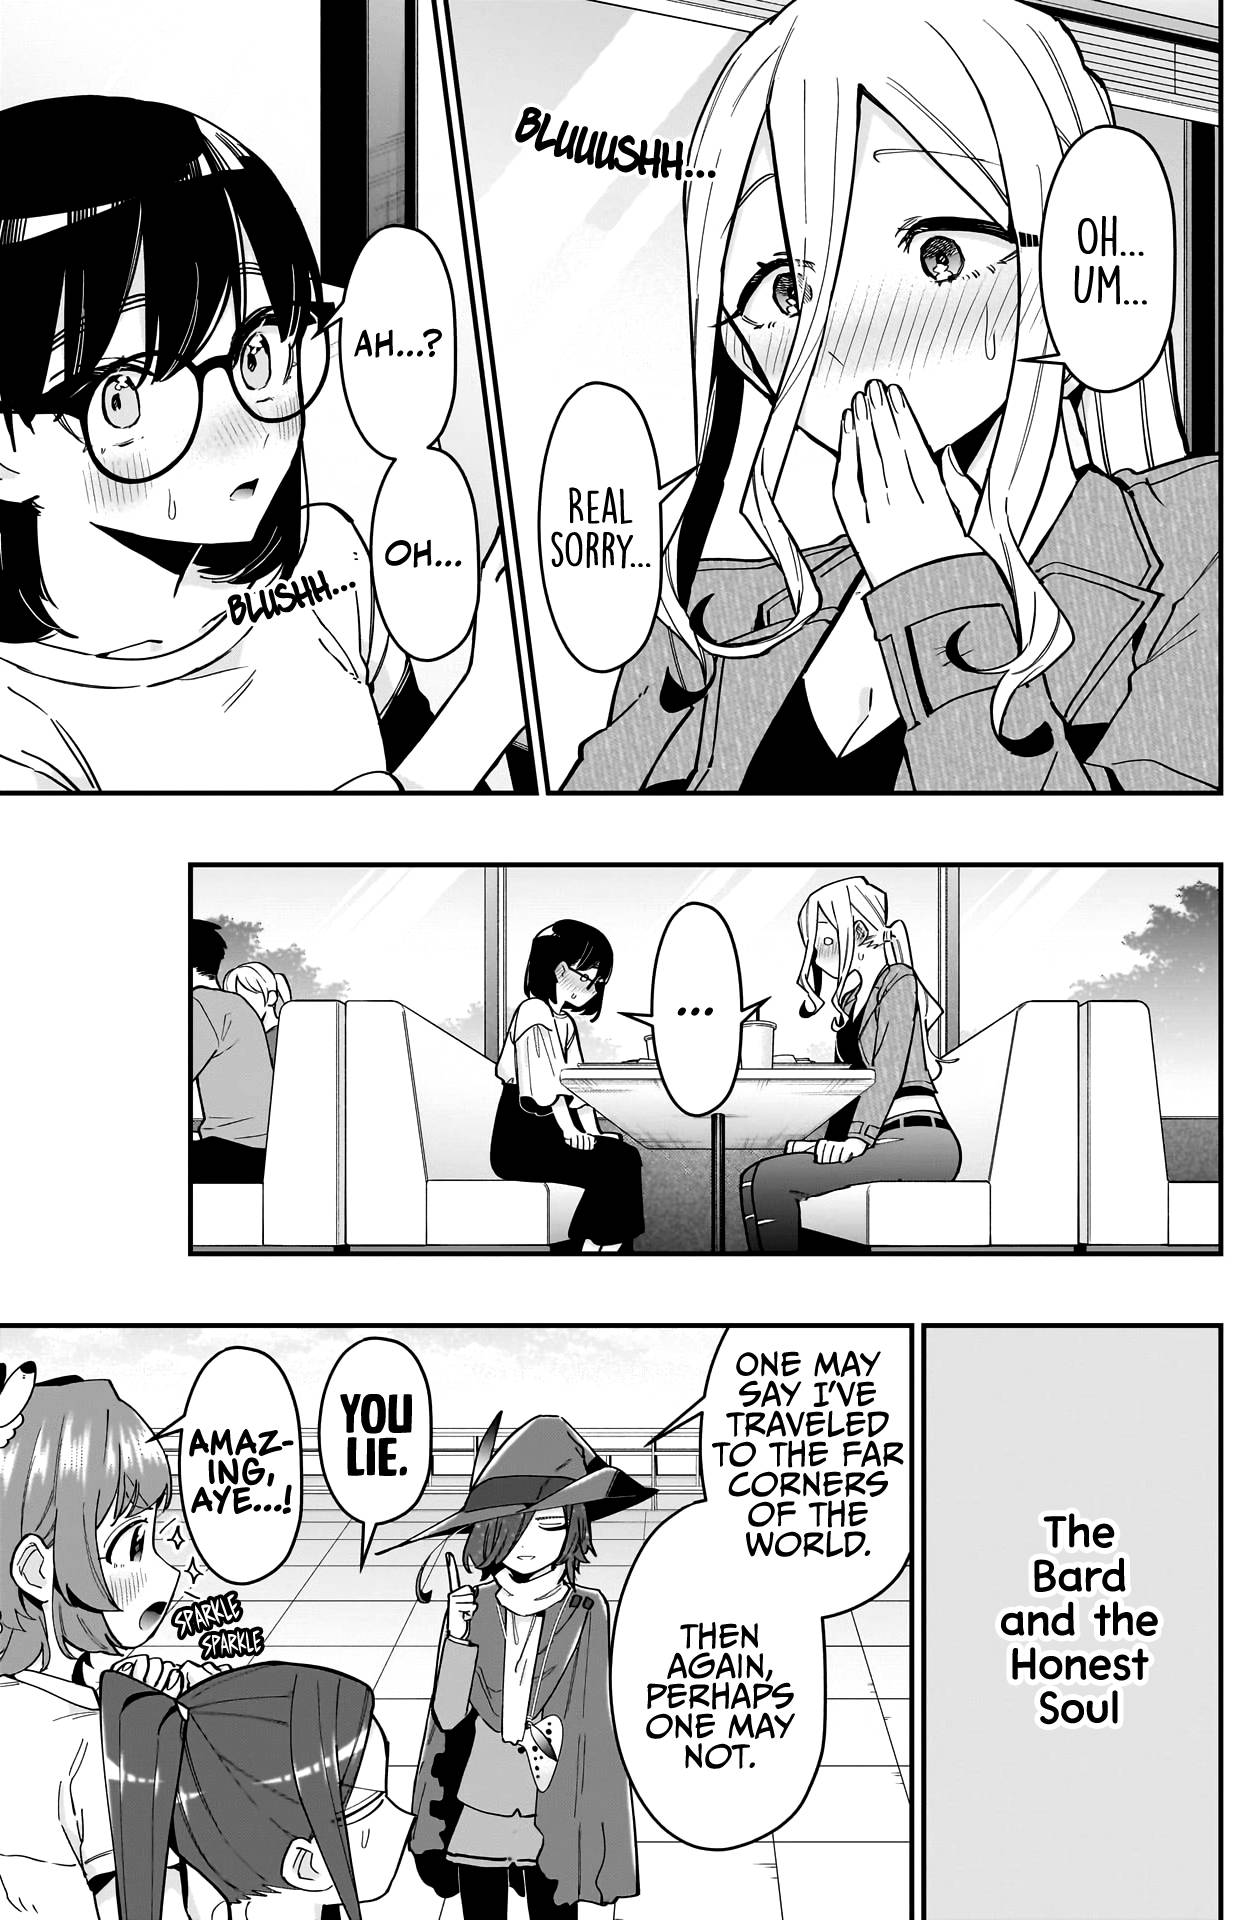 OH...
UM...
BLUUUSHH...
REAL
SORRY...
AH...?
OH...
BLUSHH...
...
The
Bard
and the
Honest
Soul
ONE MAY
SAY I'VE
TRAVELED
TO THE FAR
CORNERS
OF THE
WORLD.
THEN
AGAIN,
PERHAPS
ONE MAY
NOT.
YOU
LIE.
AMAZ-
ING,
AYE...!
SPARKLE
SPARKLE